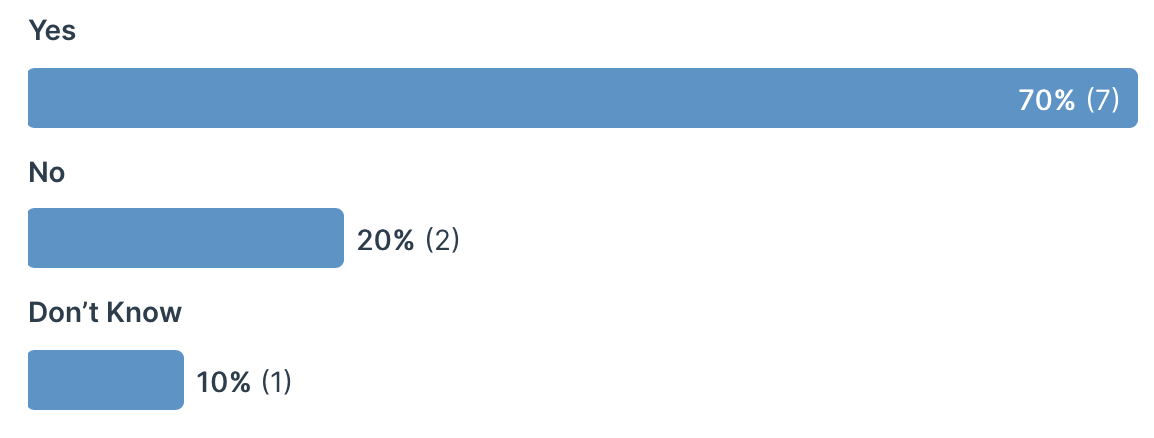 Yes
70% (7)
No
20% (2)
Don’t Know
10% (1)